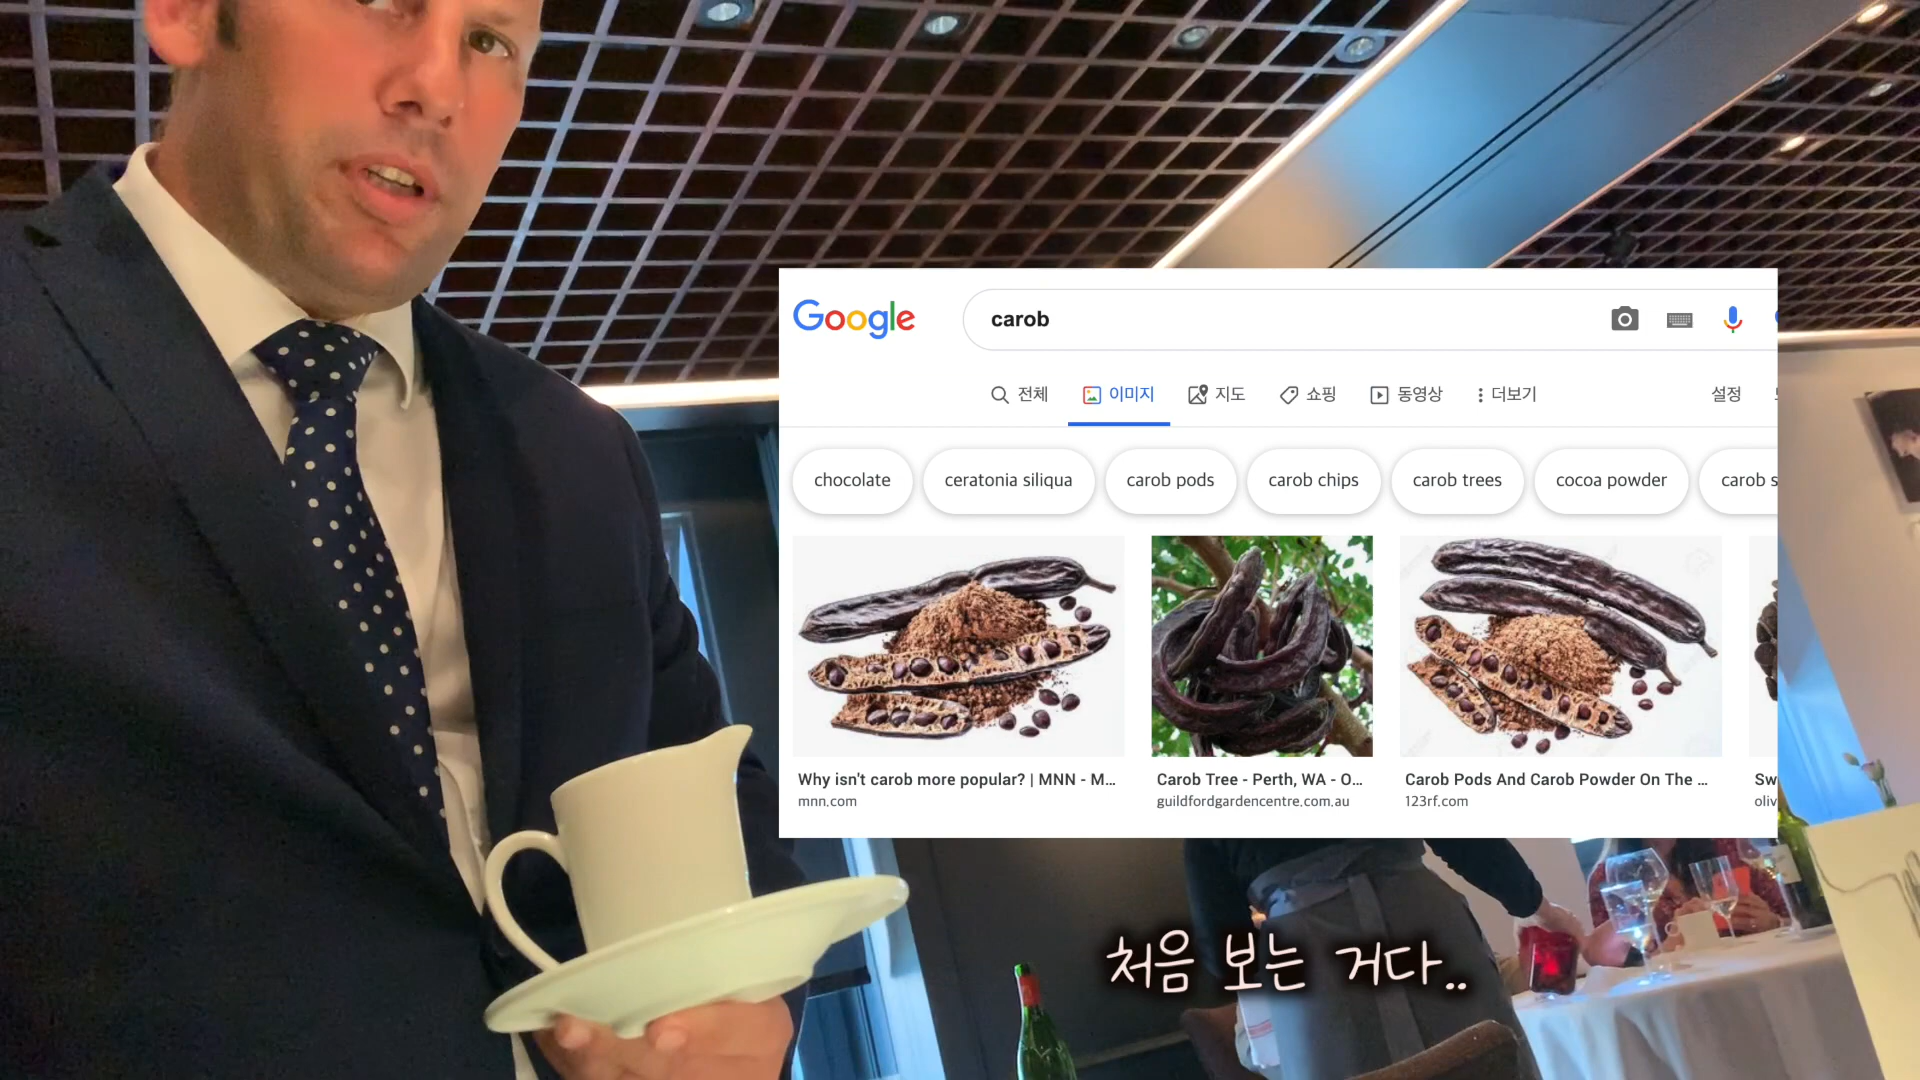 Google
carob
전체 이미지 지도 쇼핑 동영상 더보기 설정
chocolate ceratonia siliqua carob pods carob chips carob trees cocoa powder carob s
Why isn't carob more popular? | MNN - M...
mnn.com
Carob Tree - Perth, WA - O...
guildfordgardencentre.com.au
Carob Pods And Carob Powder On The ...
123rf.com
Sw
oliv
처음 보는 거다..